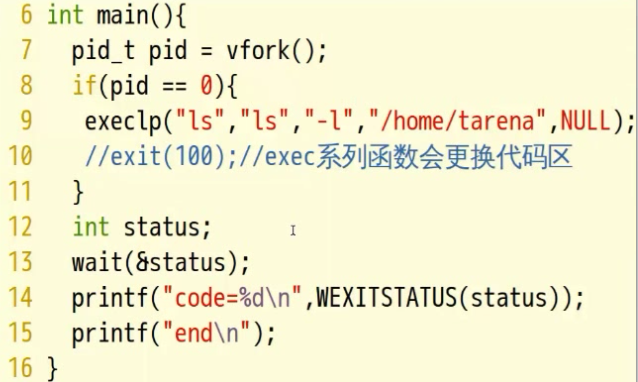 6 int main(){
7   pid_t pid = vfork();
8   if(pid == 0){
9    execlp("ls","ls","-l","/home/tarena",NULL);
10    //exit(100);//exec系列函数会更换代码区
11   }
12   int status;
13   wait(&status);
14   printf("code=%d\n",WEXITSTATUS(status));
15   printf("end\n");
16 }